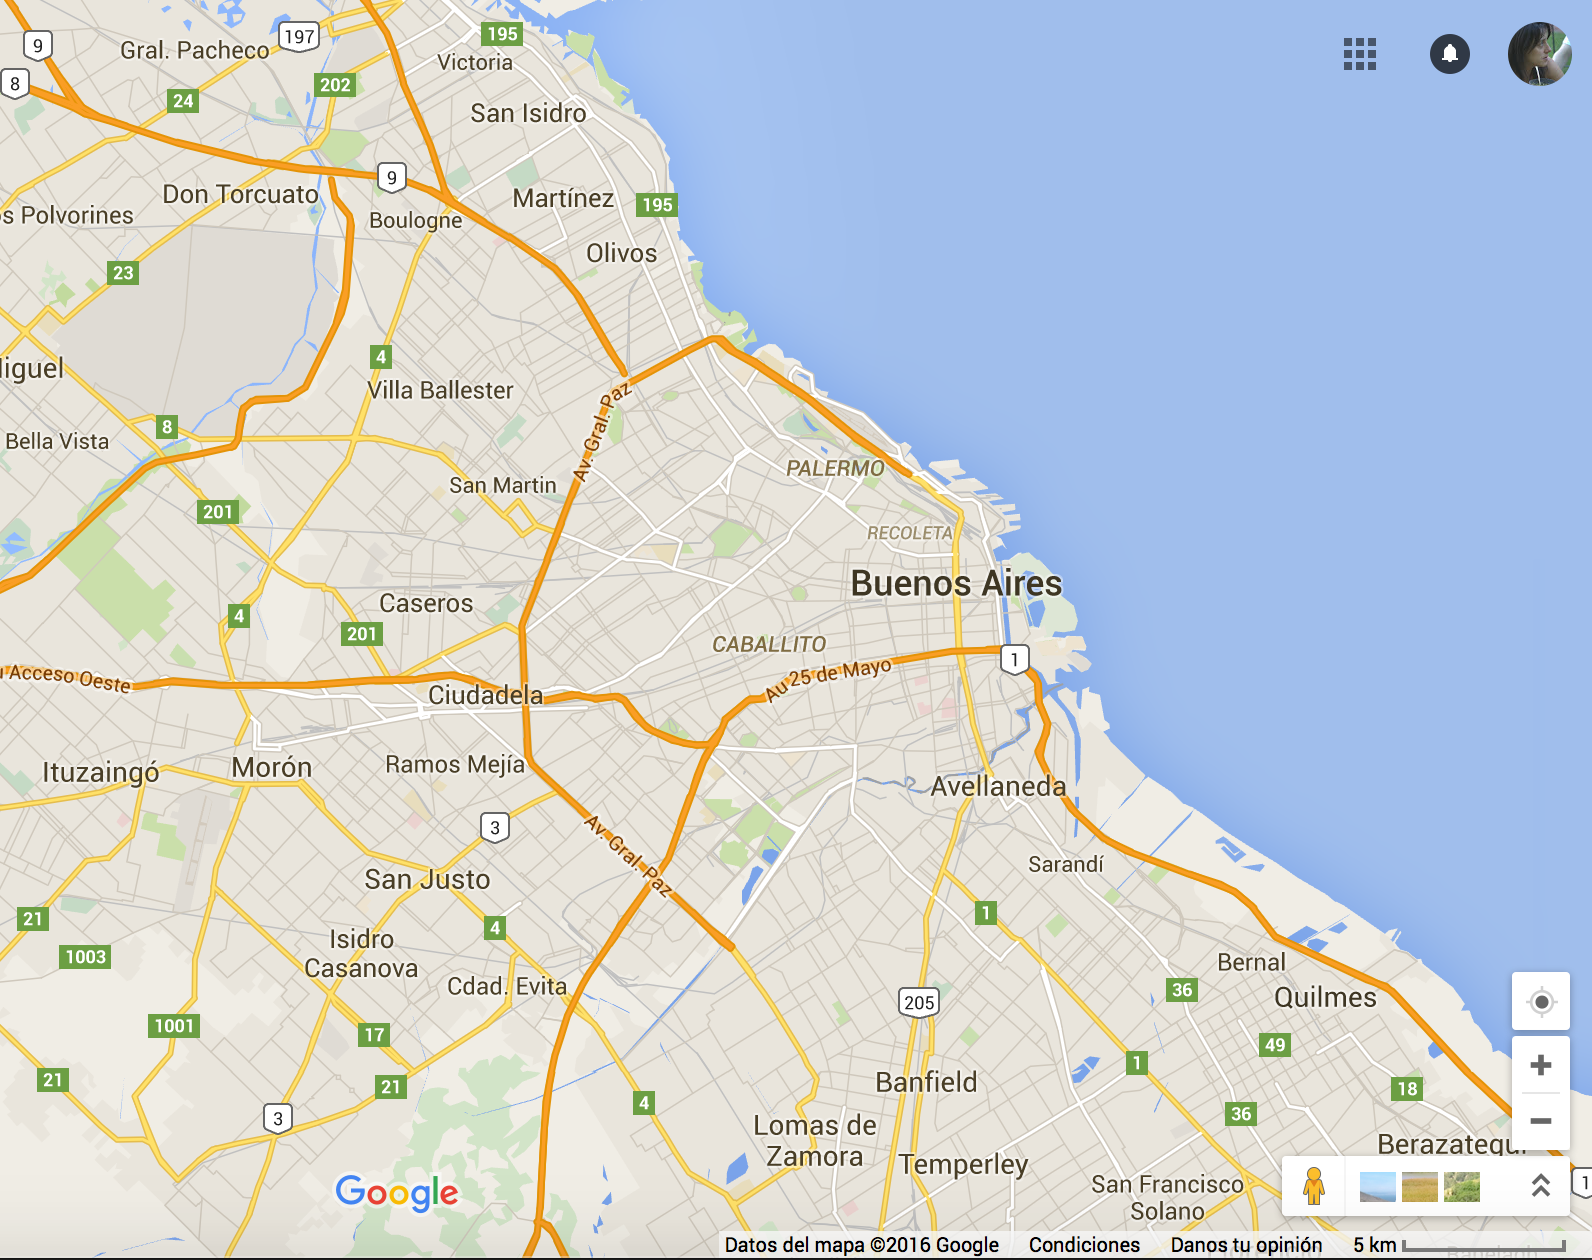 195
197
9
Gral. Pacheco
Victoria
8
202
24
San Isidro
9
Don Torcuato
Martínez
195
s Polvorines
Boulogne
Olivos
23
4
iguel
Villa Ballester
Av. Gral. Paz
8
Bella Vista
PALERMO
San Martin
201
RECOLETA
Buenos Aires
Caseros
4
201
CABALLITO
1
Acceso Oeste
Au 25 de Mayo
Ciudadela
Ituzaingó
Morón
Ramos Mejía
Avellaneda
3
Av. Gral. Paz
Sarandí
San Justo
21
4
1
Isidro
Casanova
1003
Bernal
Cdad. Evita
36
Quilmes
205
1001
17
49
1
21
21
Banfield
18
4
36
3
Lomas de
Zamora
Berazategui
Temperley
San Francisco
Solano
1
Google
Datos del mapa ©2016 Google
Condiciones
Danos tu opinión
5 km